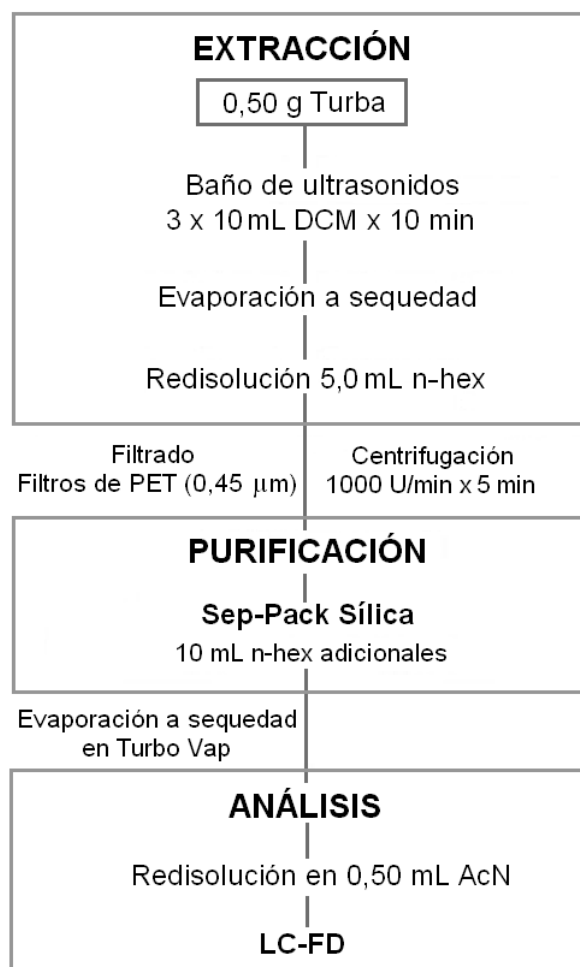 EXTRACCIÓN
0,50 g Turba
Baño de ultrasonidos
3 x 10 mL DCM x 10 min
Evaporación a sequedad
Redisolución 5,0 mL n-hex
Filtrado
Filtros de PET (0,45 µm)
Centrifugación
1000 U/min x 5 min
PURIFICACIÓN
Sep-Pack Sílica
10 mL n-hex adicionales
Evaporación a sequedad
en Turbo Vap
ANÁLISIS
Redisolución en 0,50 mL AcN
LC-FD